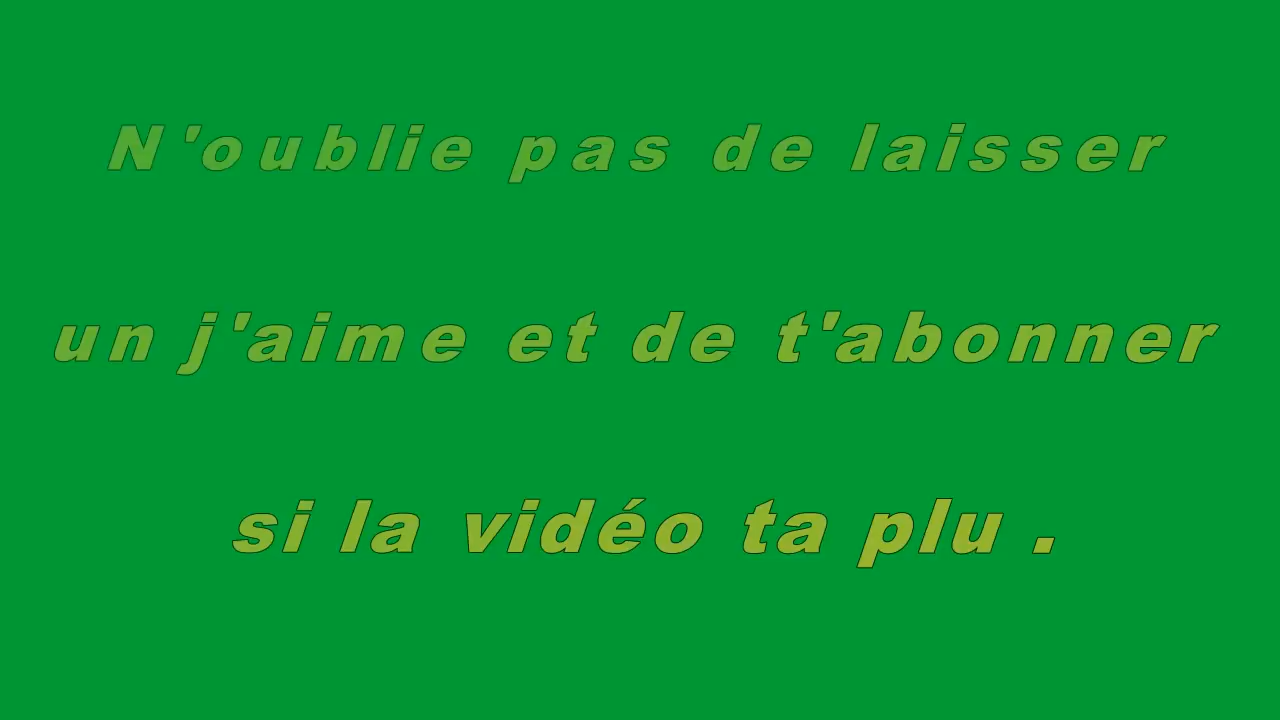 N'oublie pas de laisser
un j'aime et de t'abonner
si la vidéo ta plu .